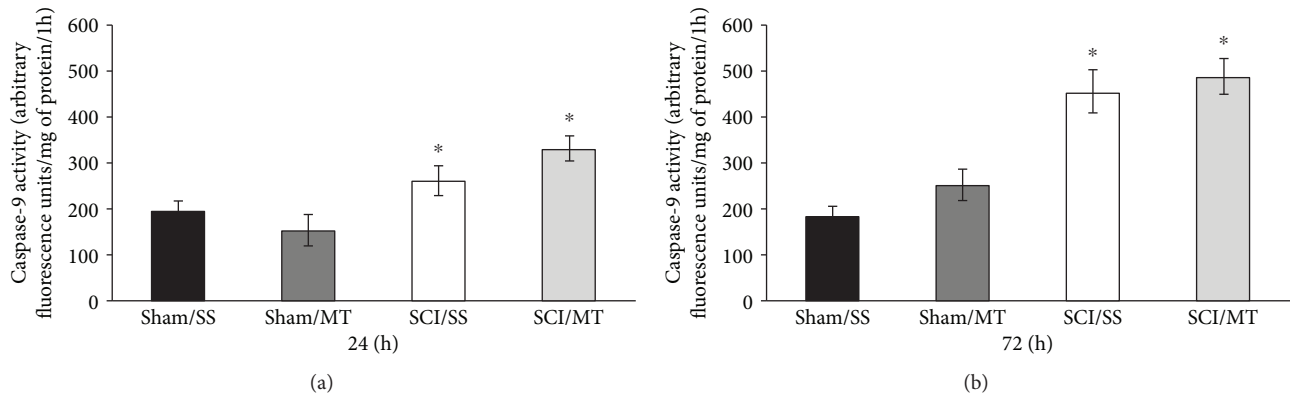 Caspase-9 activity (arbitrary
fluorescence units/mg of protein/1h)
600
500
400
300
200
100
0
*
*
Sham/SS
Sham/MT
SCI/SS
SCI/MT
24 (h)
(a)
Caspase-9 activity (arbitrary
fluorescence units/mg of protein/1h)
600
500
400
300
200
100
0
*
*
Sham/SS
Sham/MT
SCI/SS
SCI/MT
72 (h)
(b)